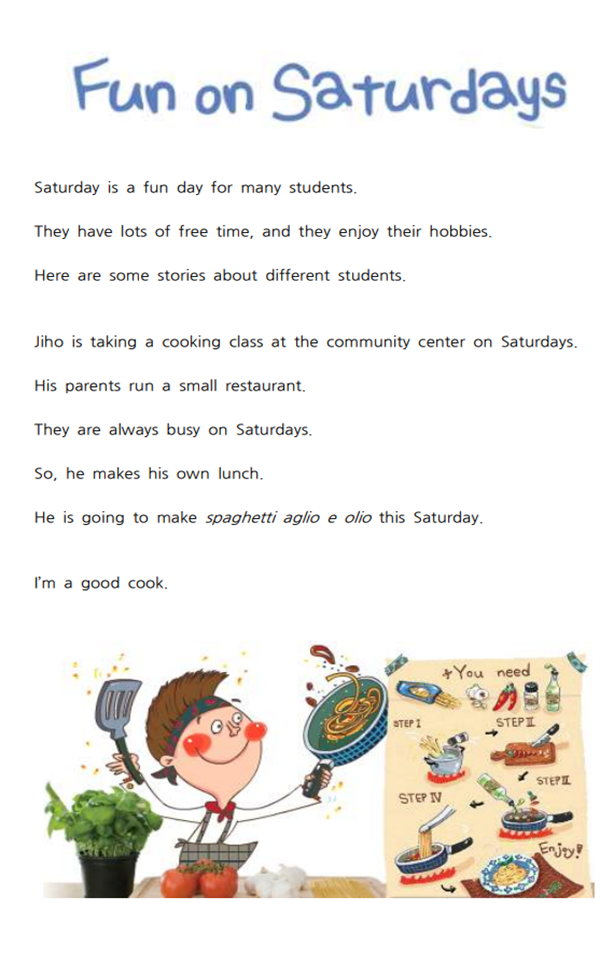 Fun on Saturdays
Saturday is a fun day for many students.
They have lots of free time, and they enjoy their hobbies.
Here are some stories about different students.
Jiho is taking a cooking class at the community center on Saturdays.
His parents run a small restaurant.
They are always busy on Saturdays.
So, he makes his own lunch.
He is going to make spaghetti aglio e olio this Saturday.
I'm a good cook.
You need
STEP I
STEP II
STEP III
STEP IV
Enjoy!